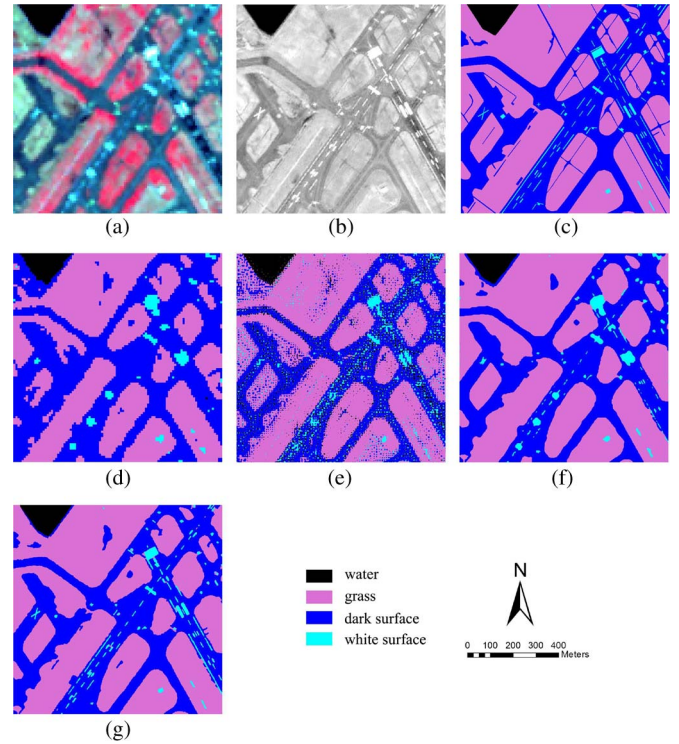 (a)
(b)
(c)
(d)
(e)
(f)
(g)
water
grass
dark surface
white surface
N
0 100 200 300 400
Meters